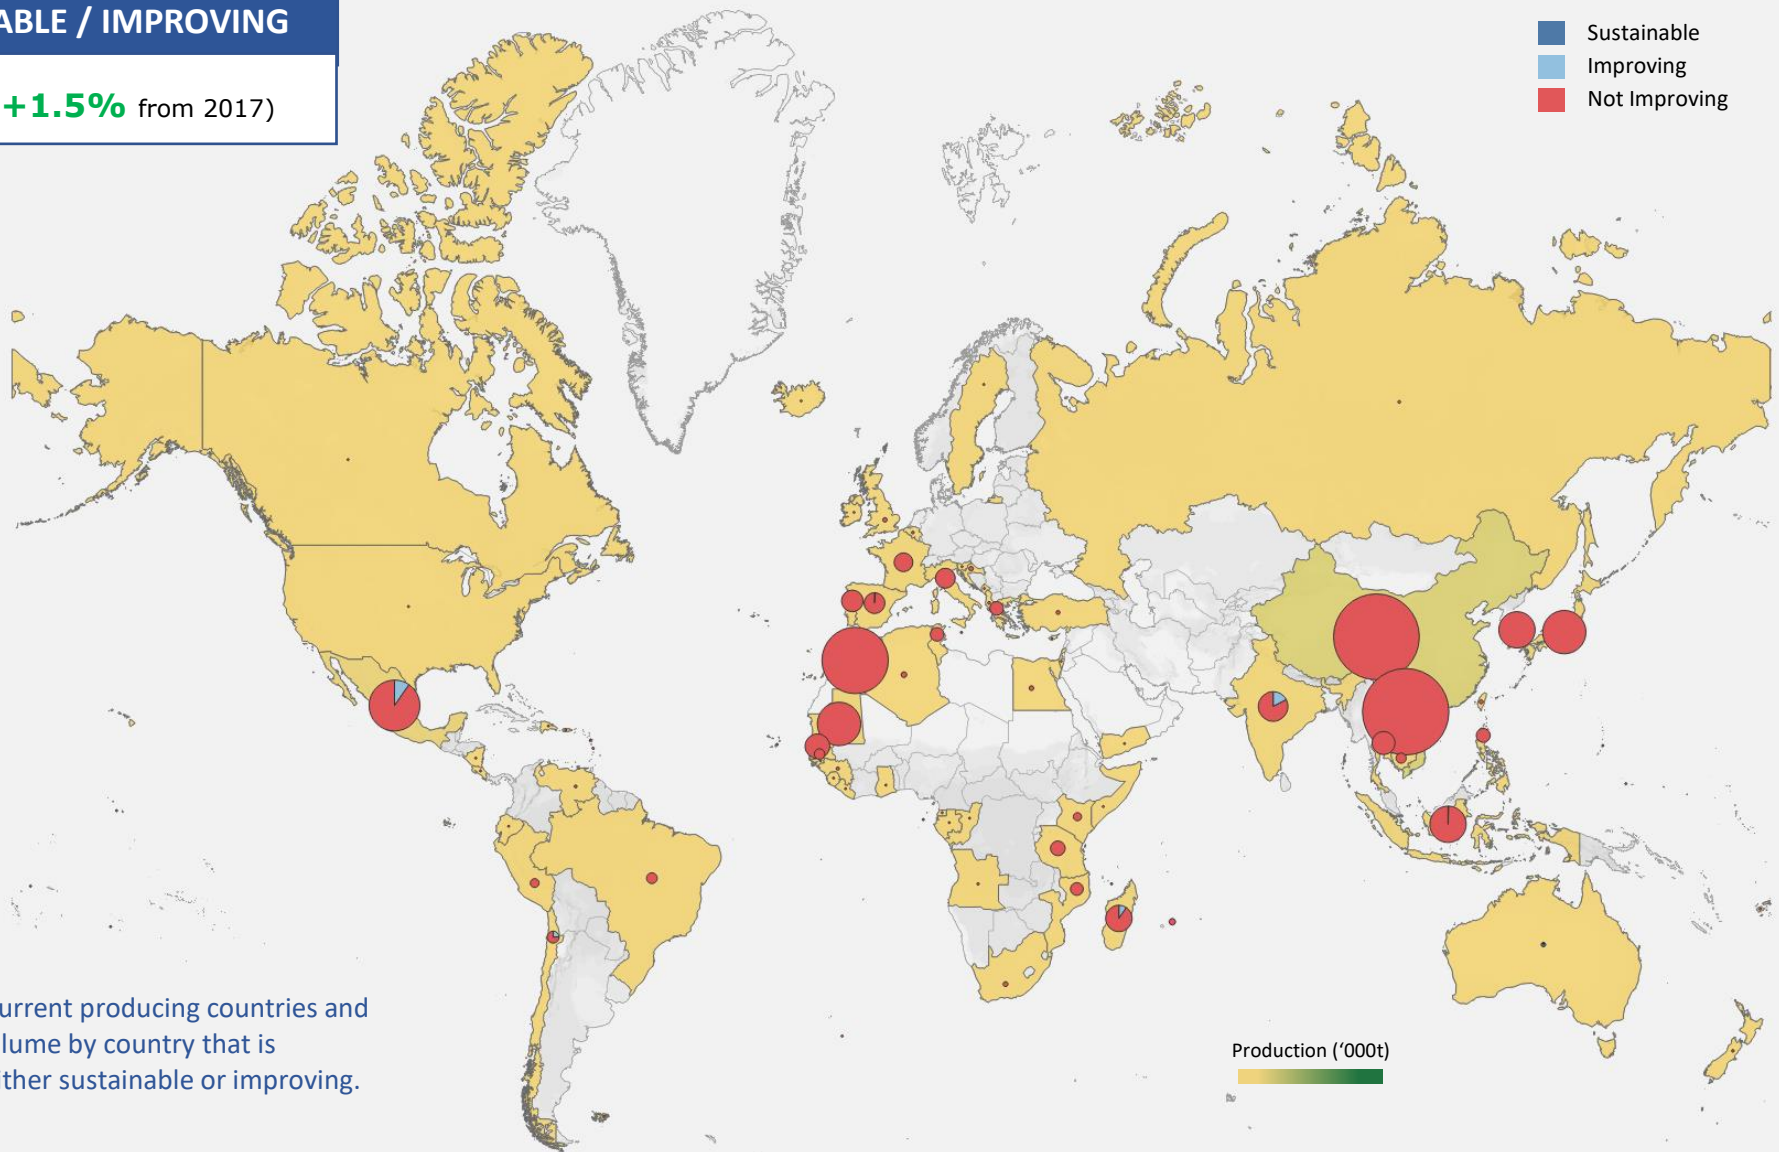 ABLE / IMPROVING
+1.5% from 2017)
Sustainable
Improving
Not Improving
urrent producing countries and
lume by country that is
ither sustainable or improving.
Production (‘000t)